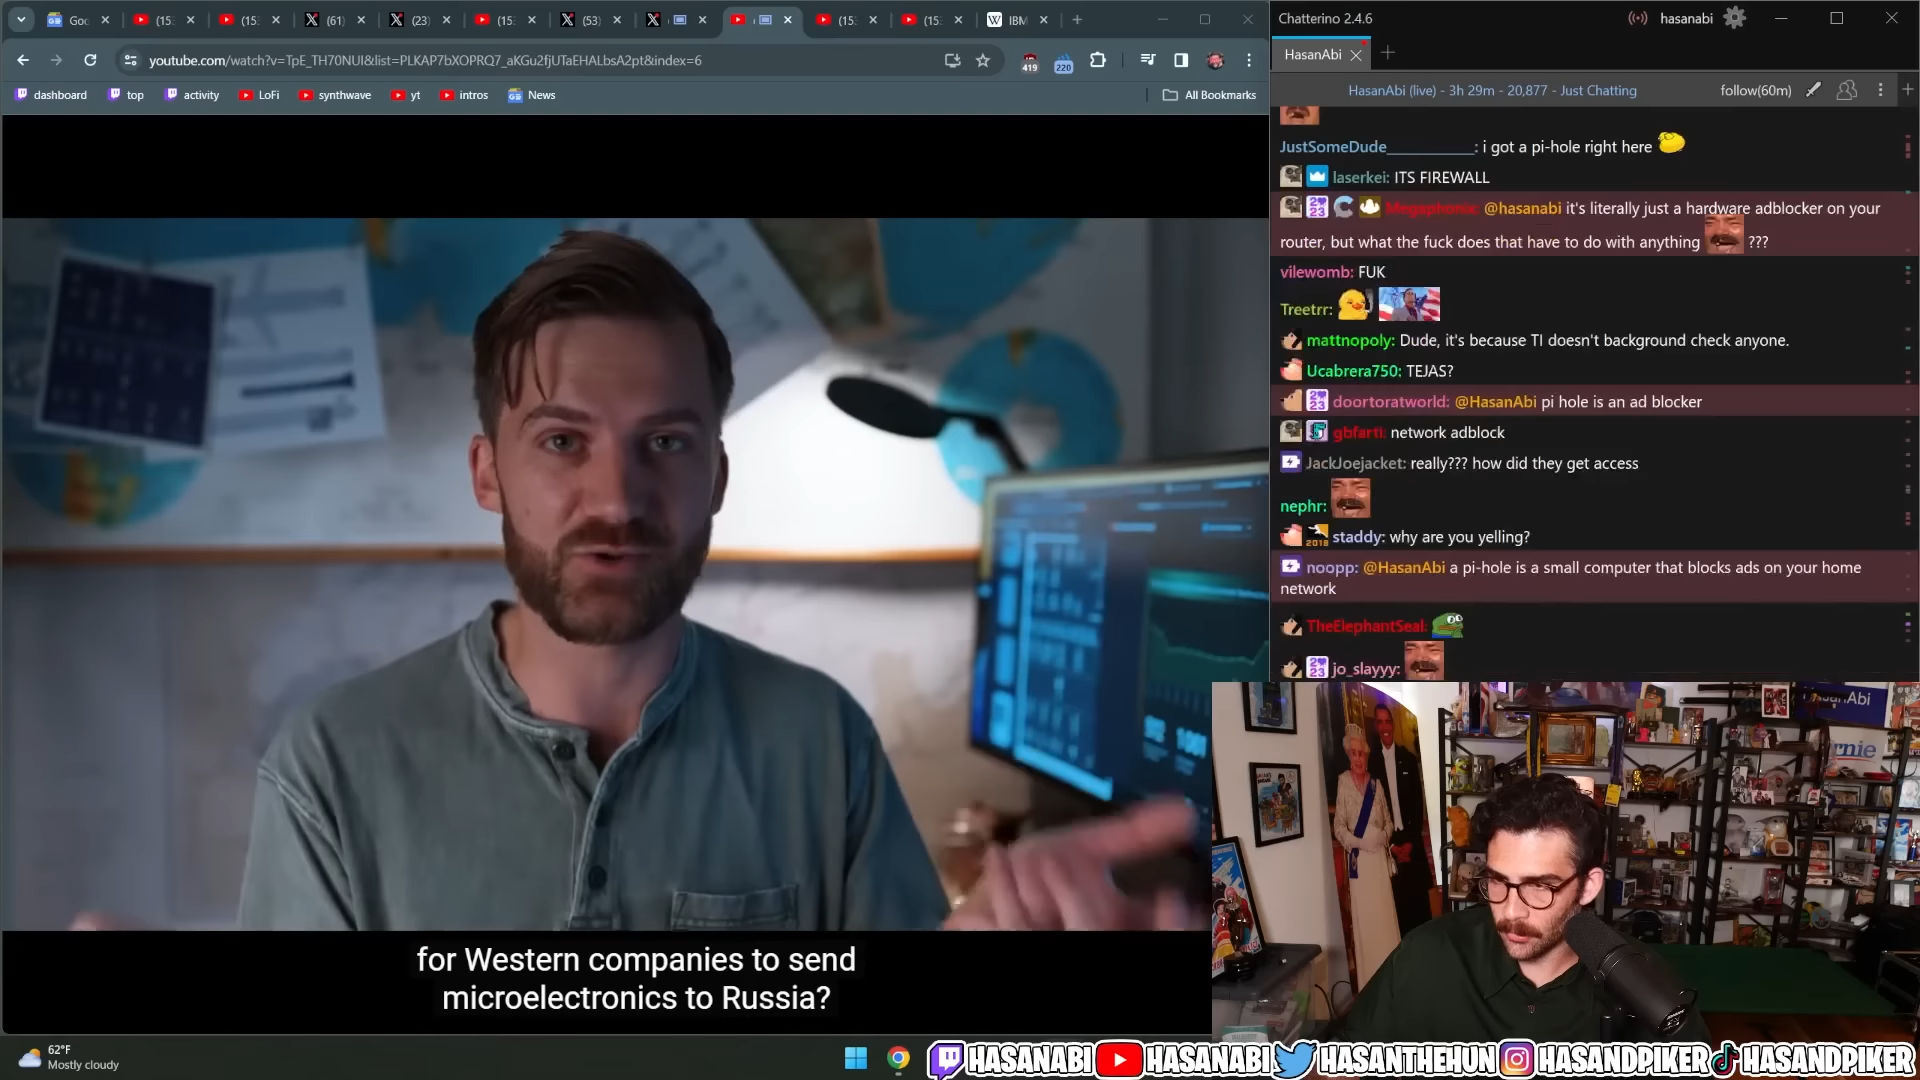 Goo
(15
(15
(61)
(23)
(15
(53)
(15
(15
IBM
youtube.com/watch?v=TpE_TH70NUI&list=PLKAP7bXOPRQ7_aKGu2fjUTaEHALbsA2pt&index=6
419
220
dashboard
top
activity
LoFi
synthwave
yt
intros
News
All Bookmarks
for Western companies to send
microelectronics to Russia?
Chatterino 2.4.6
hasanabi
HasanAbi
HasanAbi (live) - 3h 29m - 20,877 - Just Chatting
follow(60m)
JustSomeDude__________: i got a pi-hole right here
laserkei: ITS FIREWALL
Megaphonix: @hasanabi it's literally just a hardware adblocker on your
router, but what the fuck does that have to do with anything ???
vilewomb: FUK
Treetrr:
mattnopoly: Dude, it's because TI doesn't background check anyone.
Ucabrera750: TEJAS?
doortoratworld: @HasanAbi pi hole is an ad blocker
gbfarti: network adblock
JackJoejacket: really??? how did they get access
nephr:
staddy: why are you yelling?
noopp: @HasanAbi a pi-hole is a small computer that blocks ads on your home
network
TheElephantSeal:
jo_slayyy:
62°F
Mostly cloudy
HASANABI
HASANABI
HASANTHEHUN
HASANDPIKER
HASANDPIKER